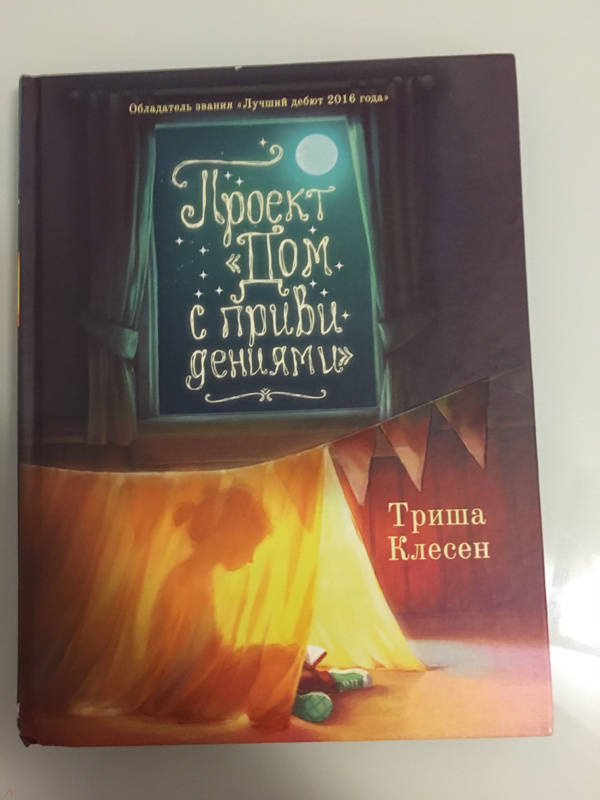 Обладатель звания «Лучший дебют 2016 года»
Проект
«Дом
с приви
дениями»
Триша
Клесен